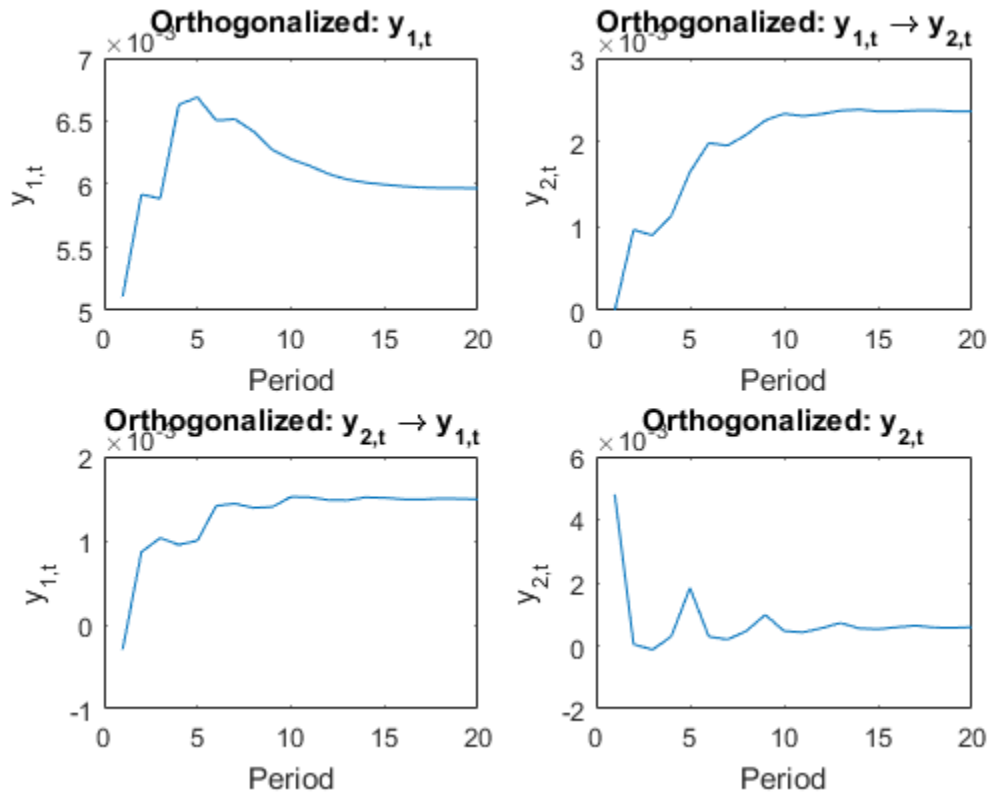 Orthogonalized: y1,t
×10-3
7
6.5
6
5.5
5
y1,t
0 5 10 15 20
Period
Orthogonalized: y1,t → y2,t
×10-3
3
2
1
0
y2,t
0 5 10 15 20
Period
Orthogonalized: y2,t → y1,t
×10-3
2
1
0
-1
y1,t
0 5 10 15 20
Period
Orthogonalized: y2,t
×10-3
6
4
2
0
-2
y2,t
0 5 10 15 20
Period